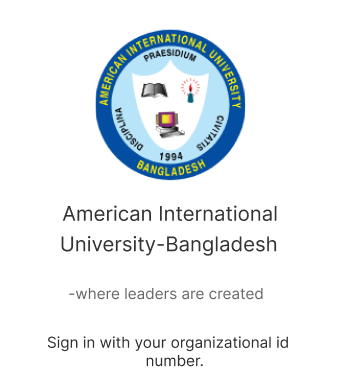 AMERICAN INTERNATIONAL UNIVERSITY
PRAESIDIUM
DISCIPLINA
CIVITATIS
1994
BANGLADESH
American International
University-Bangladesh
-where leaders are created
Sign in with your organizational id
number.